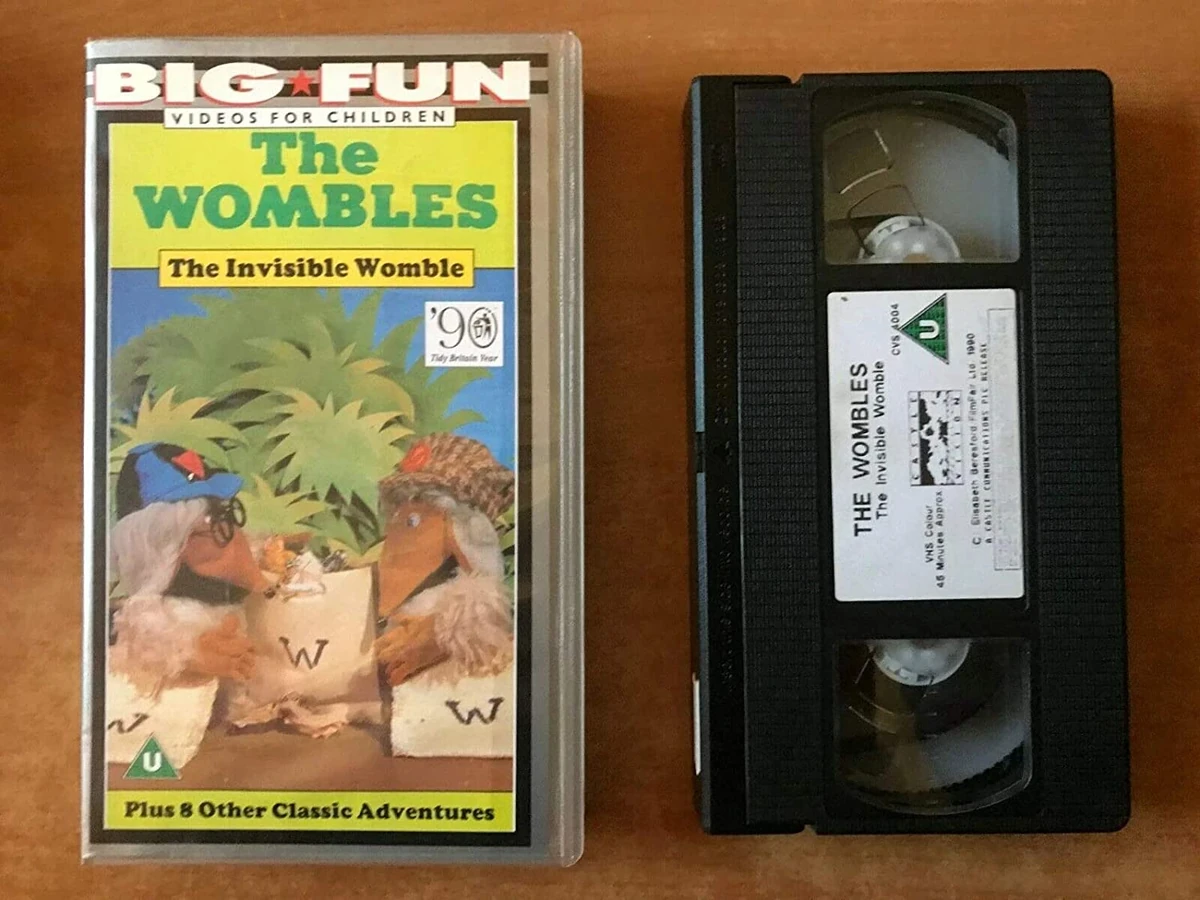 BIG★FUN
VIDEOS FOR CHILDREN
The
WOMBLES
The Invisible Womble
'90
Tidy Britain Year
W
W
W
U
Plus 8 Other Classic Adventures
THE WOMBLES
The Invisible Womble
CVS 4004
U
CASTLE
VISION
VHS Colour
45 Minutes Approx
C. Elisabeth Beresford FilmFair Ltd. 1990
A CASTLE COMMUNICATIONS PLC RELEASE